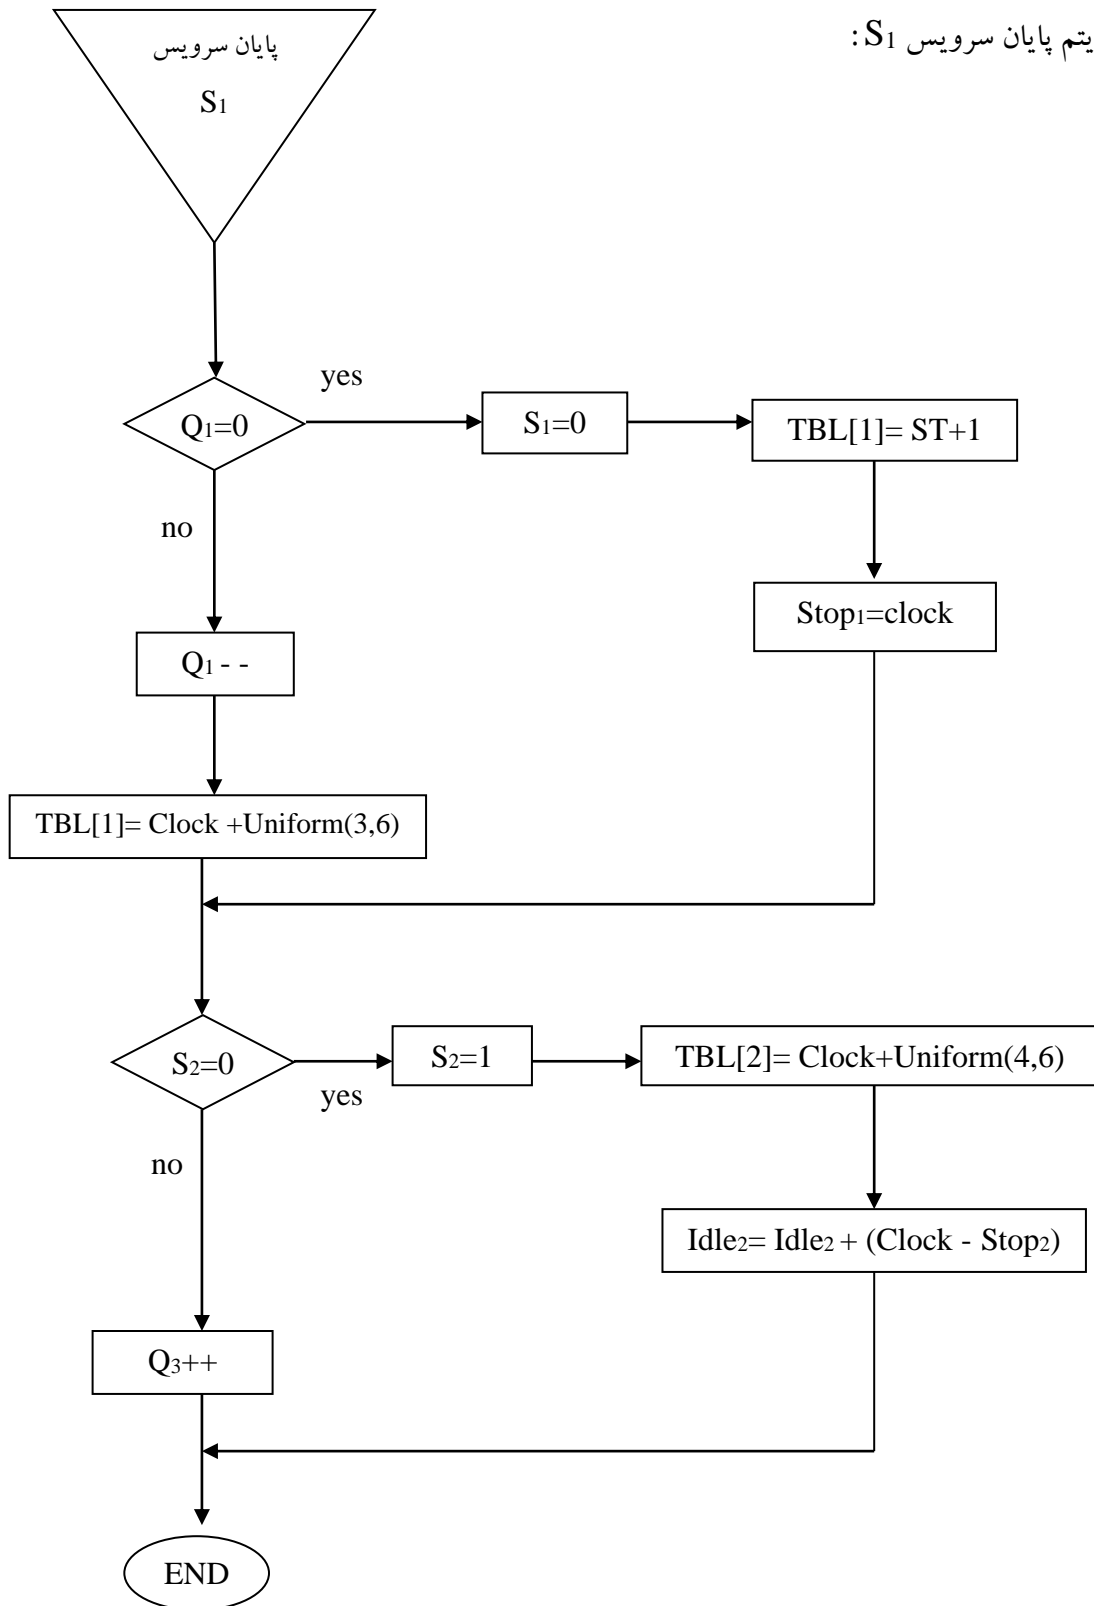 یتم پایان سرویس S1:
پایان سرویس
S1
yes
Q1=0
S1=0
TBL[1]= ST+1
no
Stop1=clock
Q1 - -
TBL[1]= Clock +Uniform(3,6)
S2=0
S2=1
TBL[2]= Clock+Uniform(4,6)
yes
no
Idle2= Idle2 + (Clock - Stop2)
Q3++
END